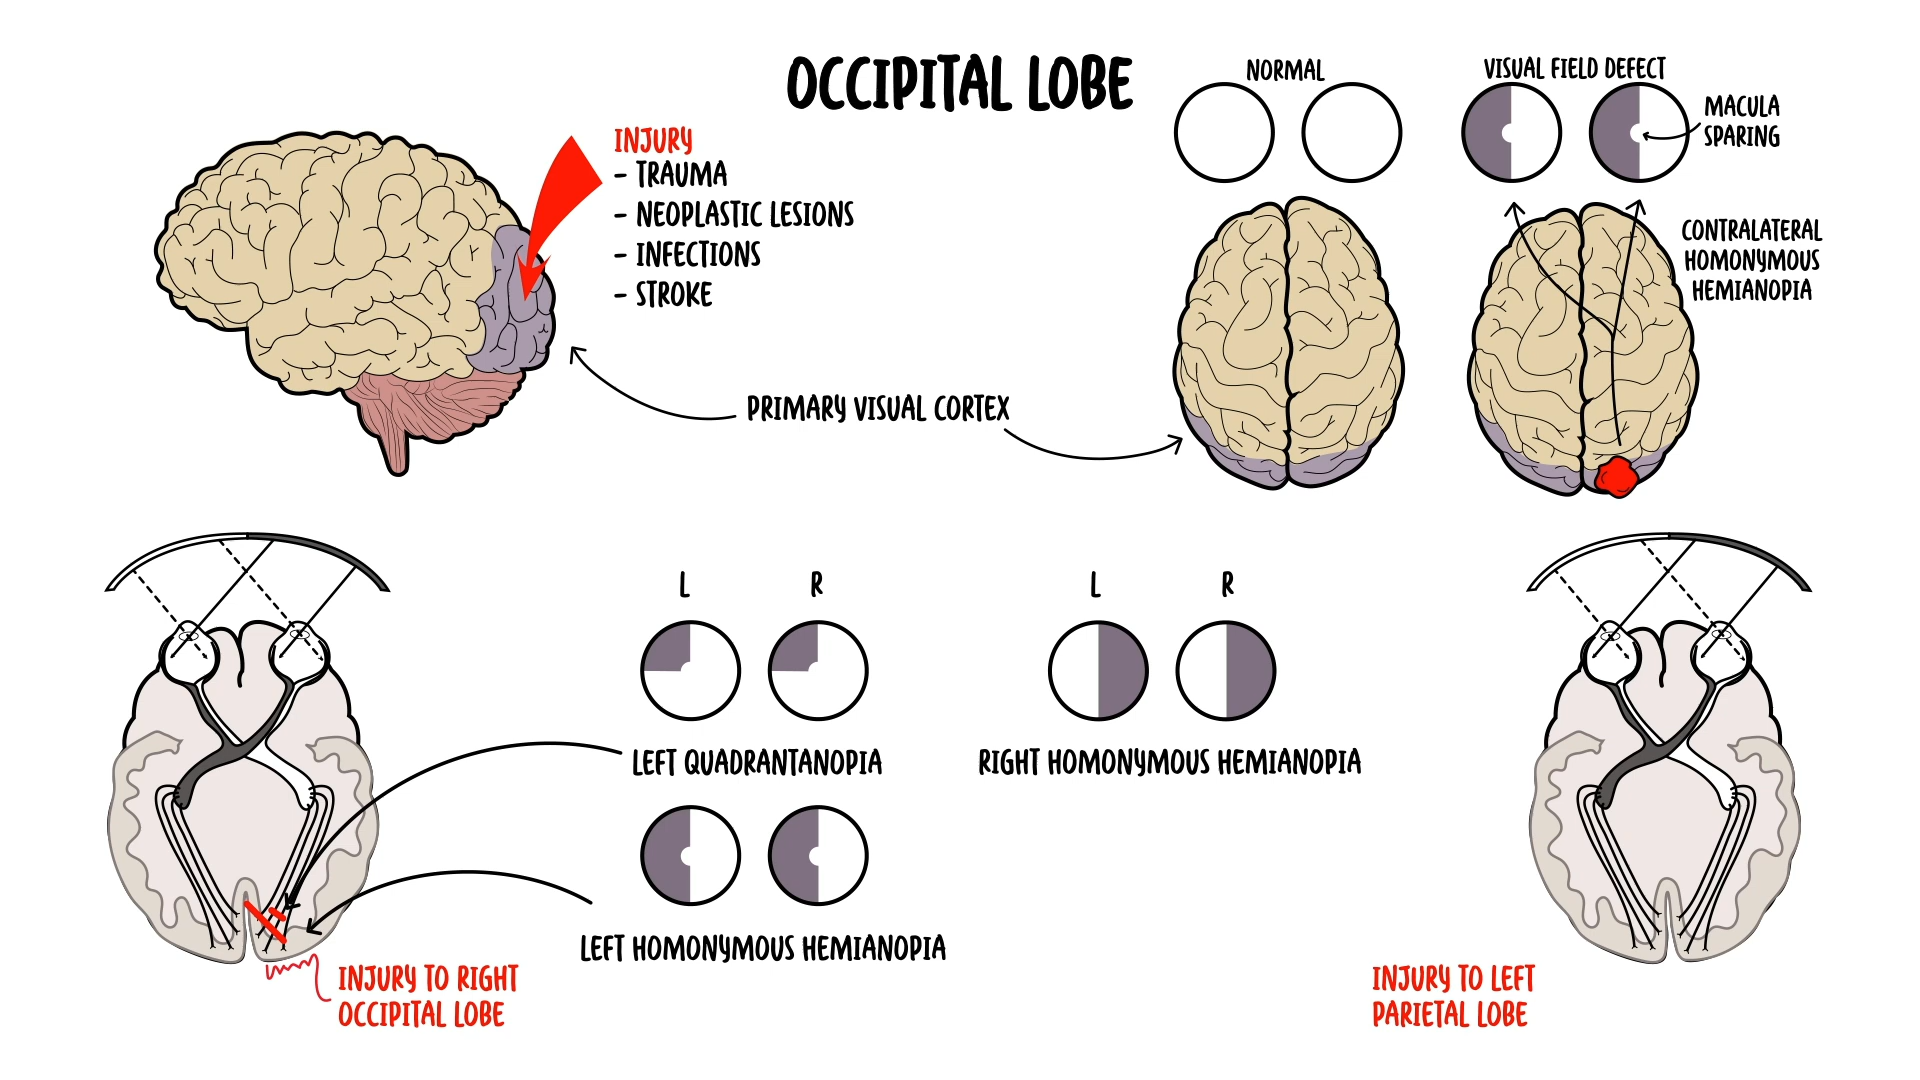 OCCIPITAL LOBE
INJURY
- TRAUMA
- NEOPLASTIC LESIONS
- INFECTIONS
- STROKE
PRIMARY VISUAL CORTEX
NORMAL
VISUAL FIELD DEFECT
MACULA
SPARING
CONTRALATERAL
HOMONYMOUS
HEMIANOPIA
L R
LEFT QUADRANTANOPIA
LEFT HOMONYMOUS HEMIANOPIA
INJURY TO RIGHT
OCCIPITAL LOBE
L R
RIGHT HOMONYMOUS HEMIANOPIA
INJURY TO LEFT
PARIETAL LOBE